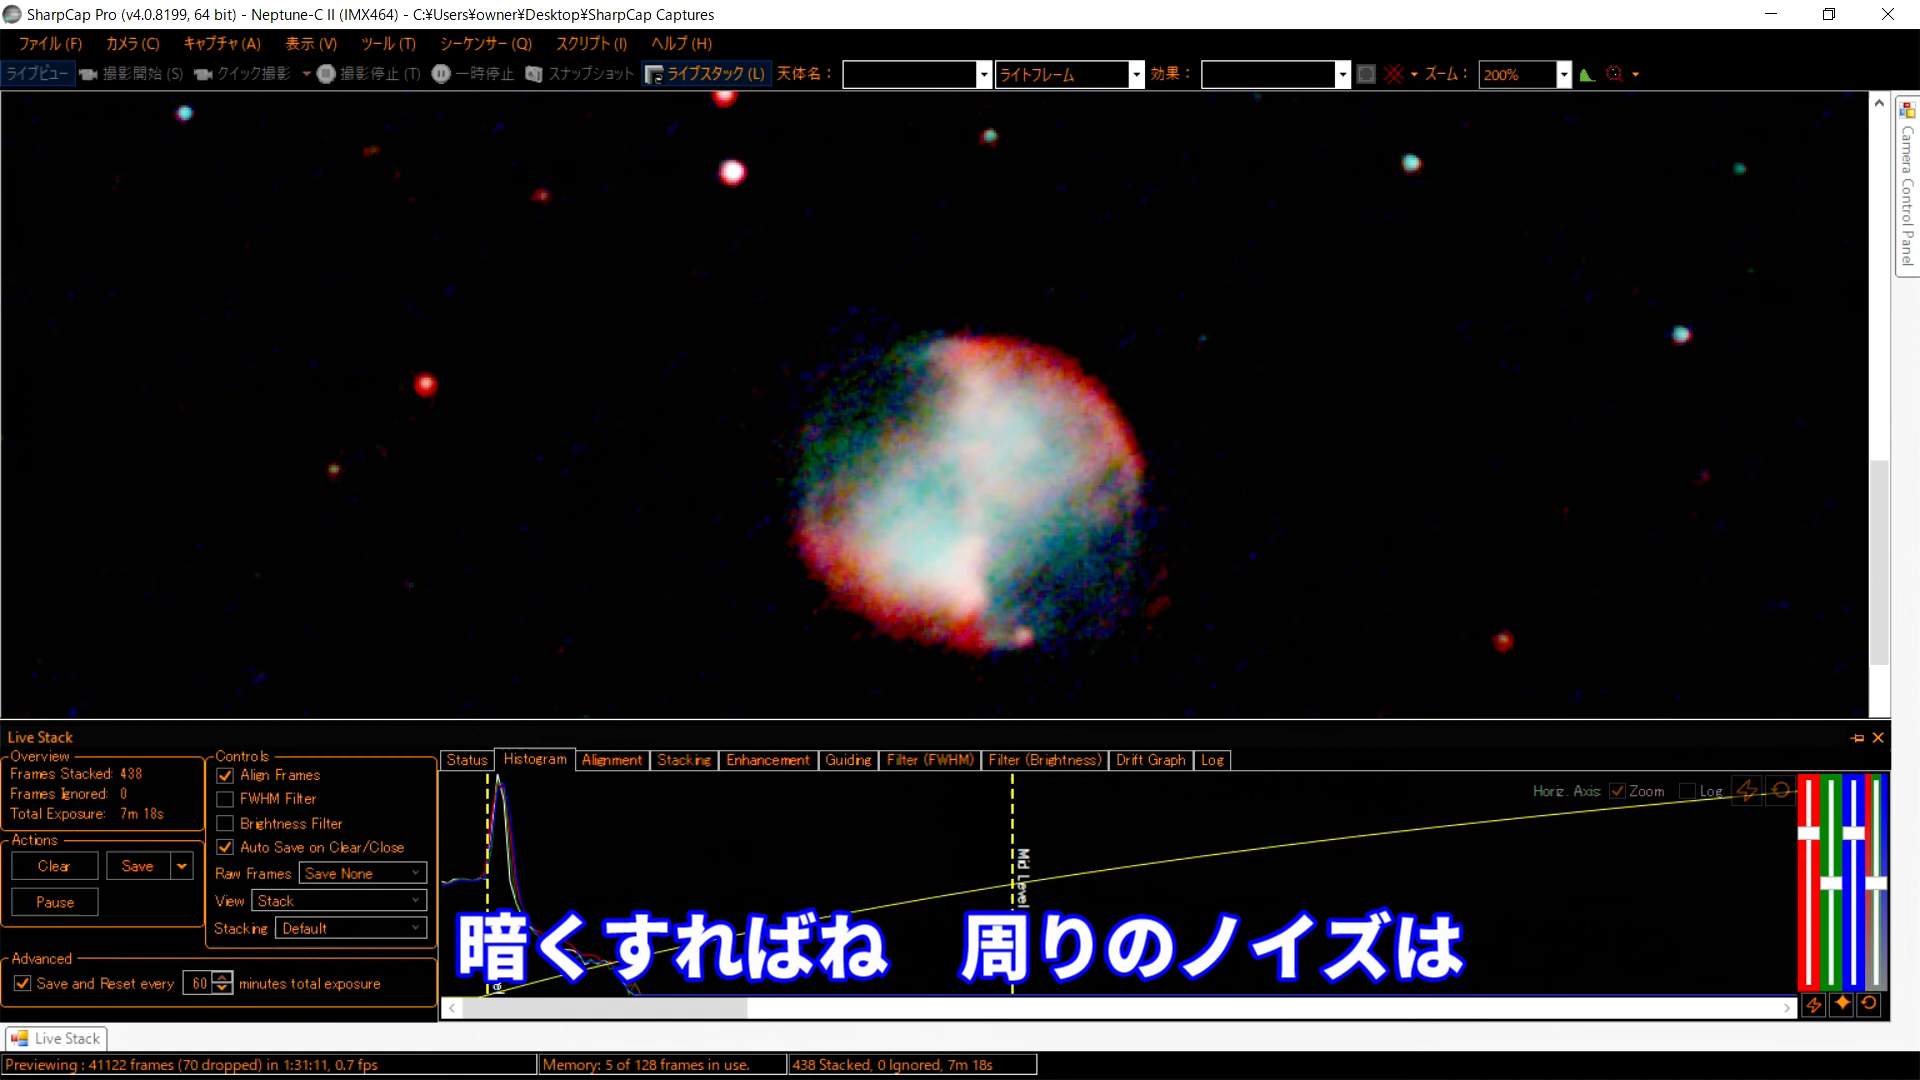 SharpCap Pro (v4.0.8199, 64 bit) - Neptune-C II (IMX464) - C:¥Users¥owner¥Desktop¥SharpCap Captures
ファイル (F) カメラ (C) キャプチャ (A) 表示 (V) ツール (T) シーケンサー (Q) スクリプト (I) ヘルプ (H)
ライブビュー 撮影開始 (S) クイック撮影 撮影停止 (T) 一時停止 スナップショット ライブスタック (L) 天体名： ライトフレーム 効果： ズーム： 200%
Camera Control Panel
Live Stack
Overview
Frames Stacked: 438
Frames Ignored: 0
Total Exposure: 7m 18s
Actions
Clear Save
Pause
Controls
Align Frames
FWHM Filter
Brightness Filter
Auto Save on Clear/Close
Raw Frames Save None
View Stack
Stacking Default
Advanced
Save and Reset every 60 minutes total exposure
Status Histogram Alignment Stacking Enhancement Guiding Filter (FWHM) Filter (Brightness) Drift Graph Log
Horiz. Axis Zoom Log
Mid Level
暗くすればね 周りのノイズは
Live Stack
Previewing : 41122 frames (70 dropped) in 1:31:11, 0.7 fps Memory: 5 of 128 frames in use. 438 Stacked, 0 Ignored, 7m 18s